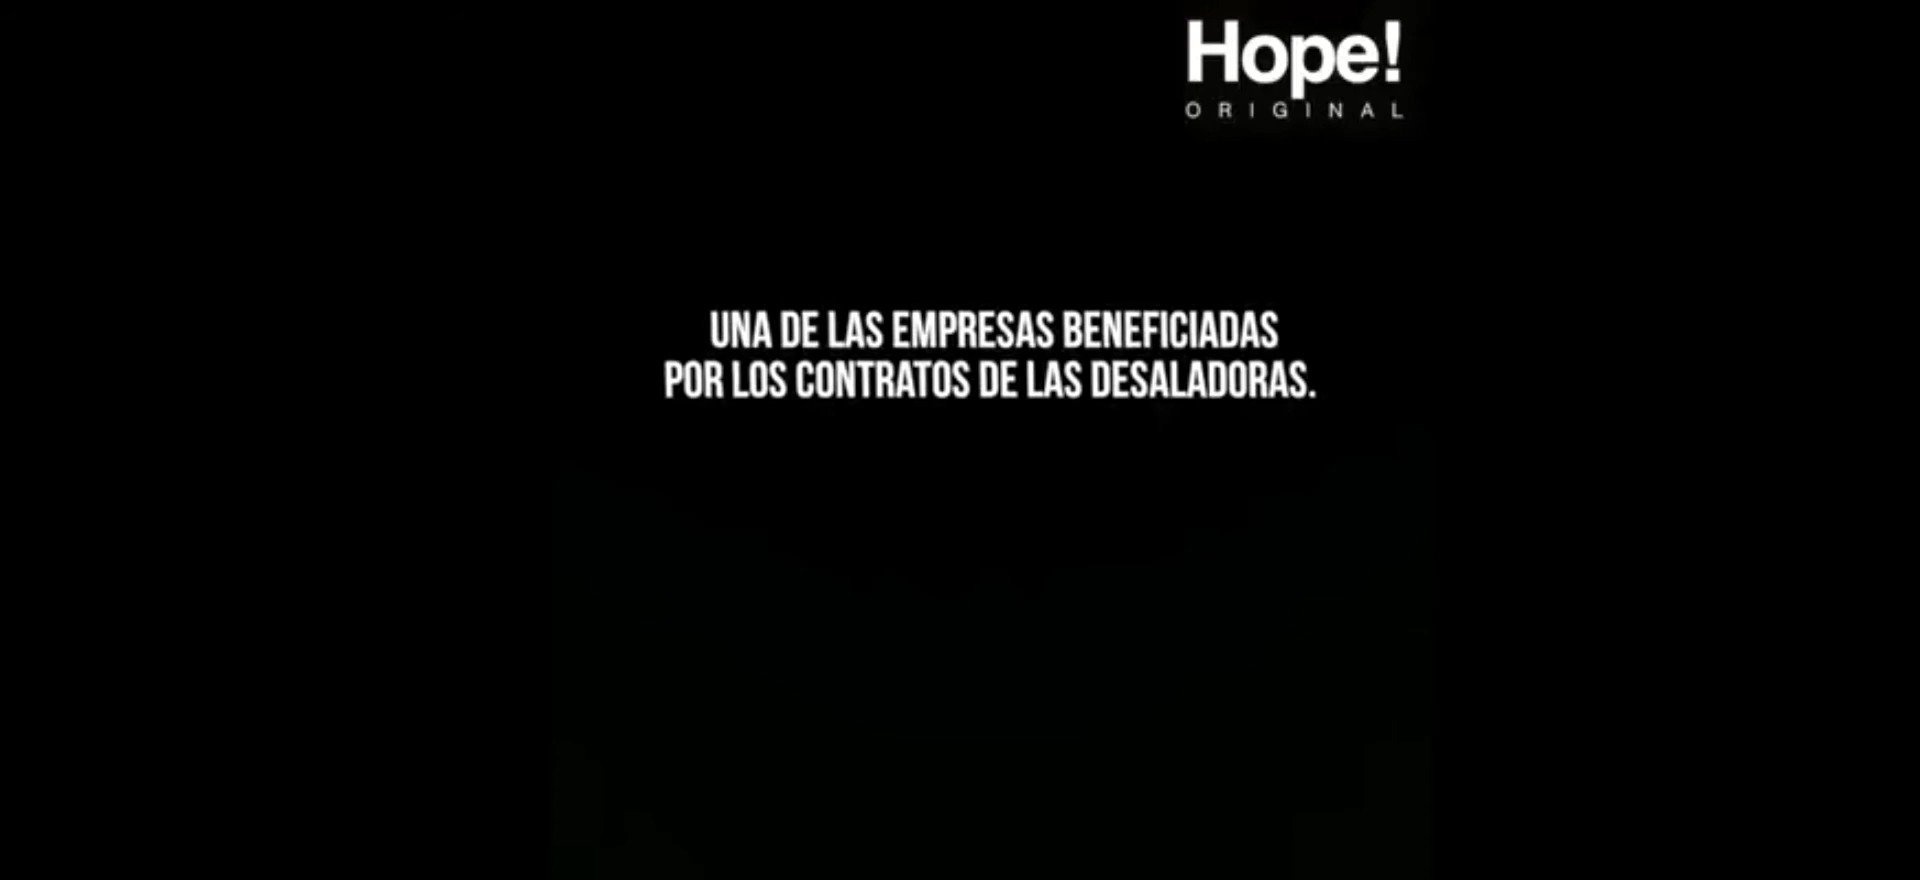 Hope!
ORIGINAL
UNA DE LAS EMPRESAS BENEFICIADAS
POR LOS CONTRATOS DE LAS DESALADORAS.